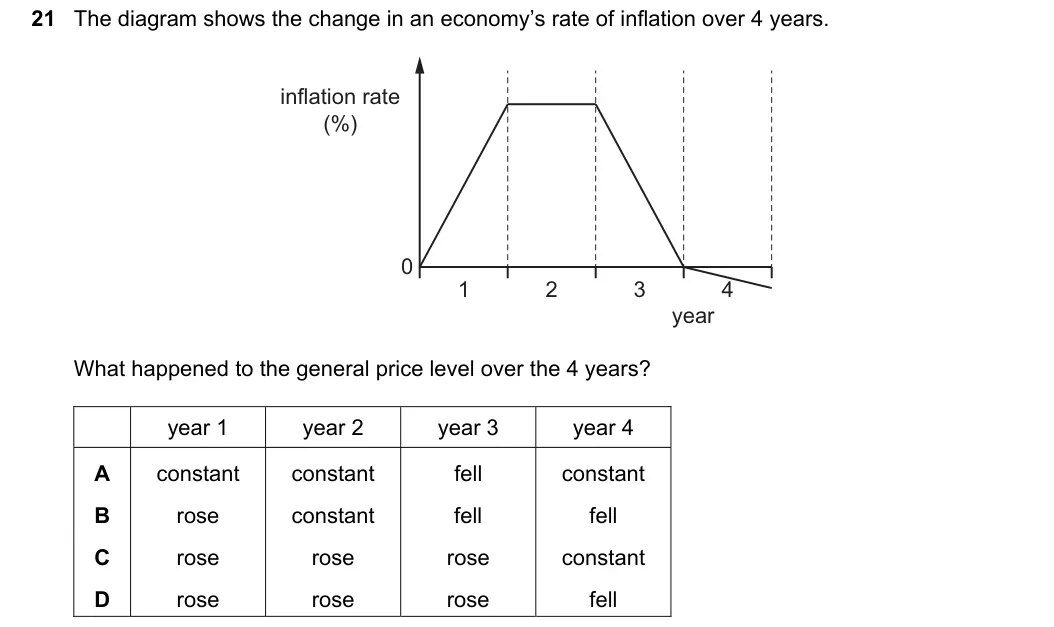 21 The diagram shows the change in an economy’s rate of inflation over 4 years.
inflation rate
(%)
0
1 2 3 4
year
What happened to the general price level over the 4 years?
year 1 year 2 year 3 year 4
A constant constant fell constant
B rose constant fell fell
C rose rose rose constant
D rose rose rose fell